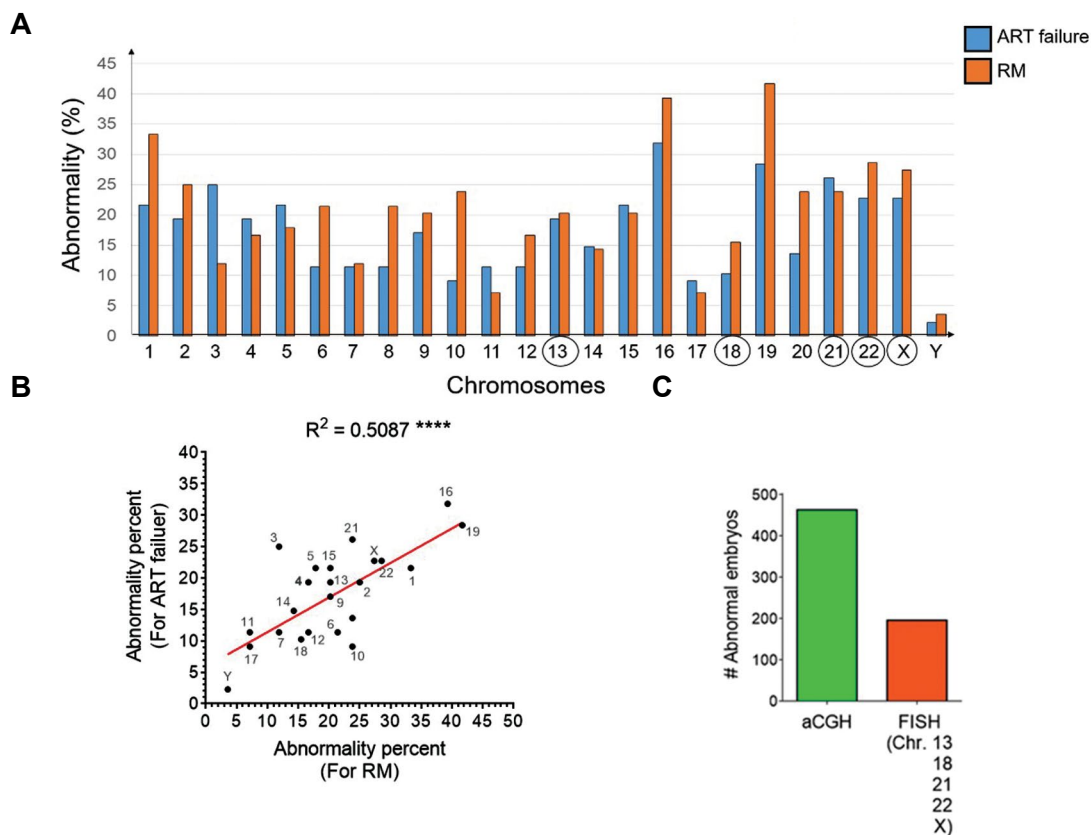 A
ART failure
RM
Abnormality (%)
45
40
35
30
25
20
15
10
5
0
1 2 3 4 5 6 7 8 9 10 11 12 13 14 15 16 17 18 19 20 21 22 X Y
Chromosomes
B
R² = 0.5087 ****
Abnormality percent
(For ART failuer)
40
35
30
25
20
15
10
5
0
16
19
3
21
5
15
X
22
1
4
13
2
14
9
11
7
6
17
18
12
10
Y
0 5 10 15 20 25 30 35 40 45 50
Abnormality percent
(For RM)
C
# Abnormal embryos
500
400
300
200
100
0
aCGH
FISH
(Chr. 13
18
21
22
X)